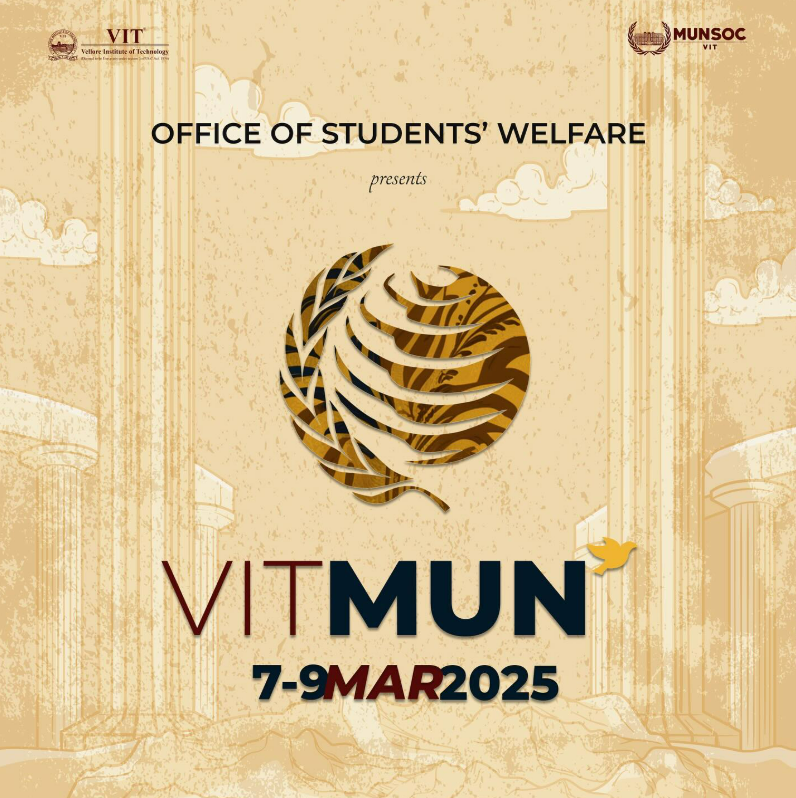 VIT
Vellore Institute of Technology
MUNSOC
VIT
OFFICE OF STUDENTS’ WELFARE
presents
VITMUN
7-9MAR2025